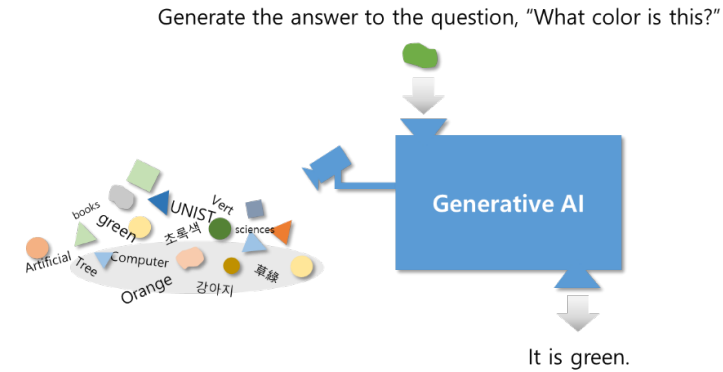 Generate the answer to the question, “What color is this?”
Generative AI
books
green
UNIST
Vert
초록색
sciences
Artificial
Tree
Computer
Orange
강아지
草綠
It is green.